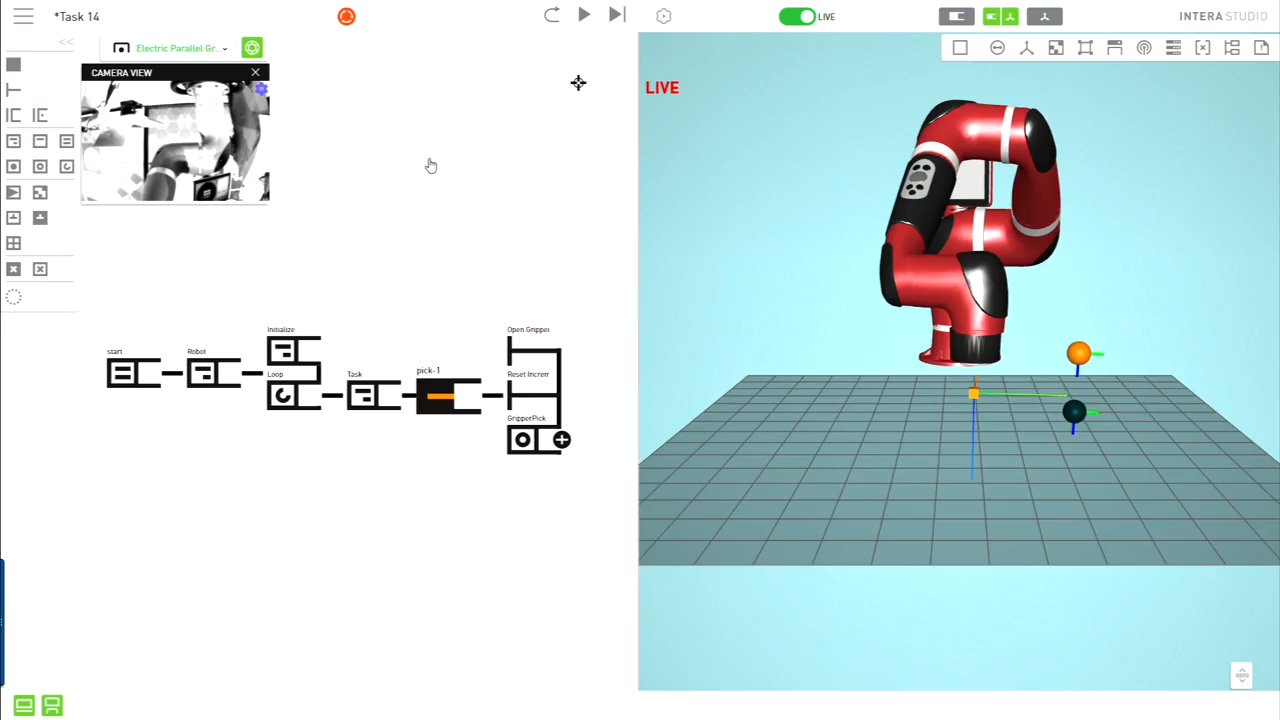 *Task 14
LIVE
INTERA STUDIO
<<
Electric Parallel Gr...
CAMERA VIEW
LIVE
start
Robot
Initialize
Loop
Task
pick-1
Open Gripper
Reset Increm
GripperPick